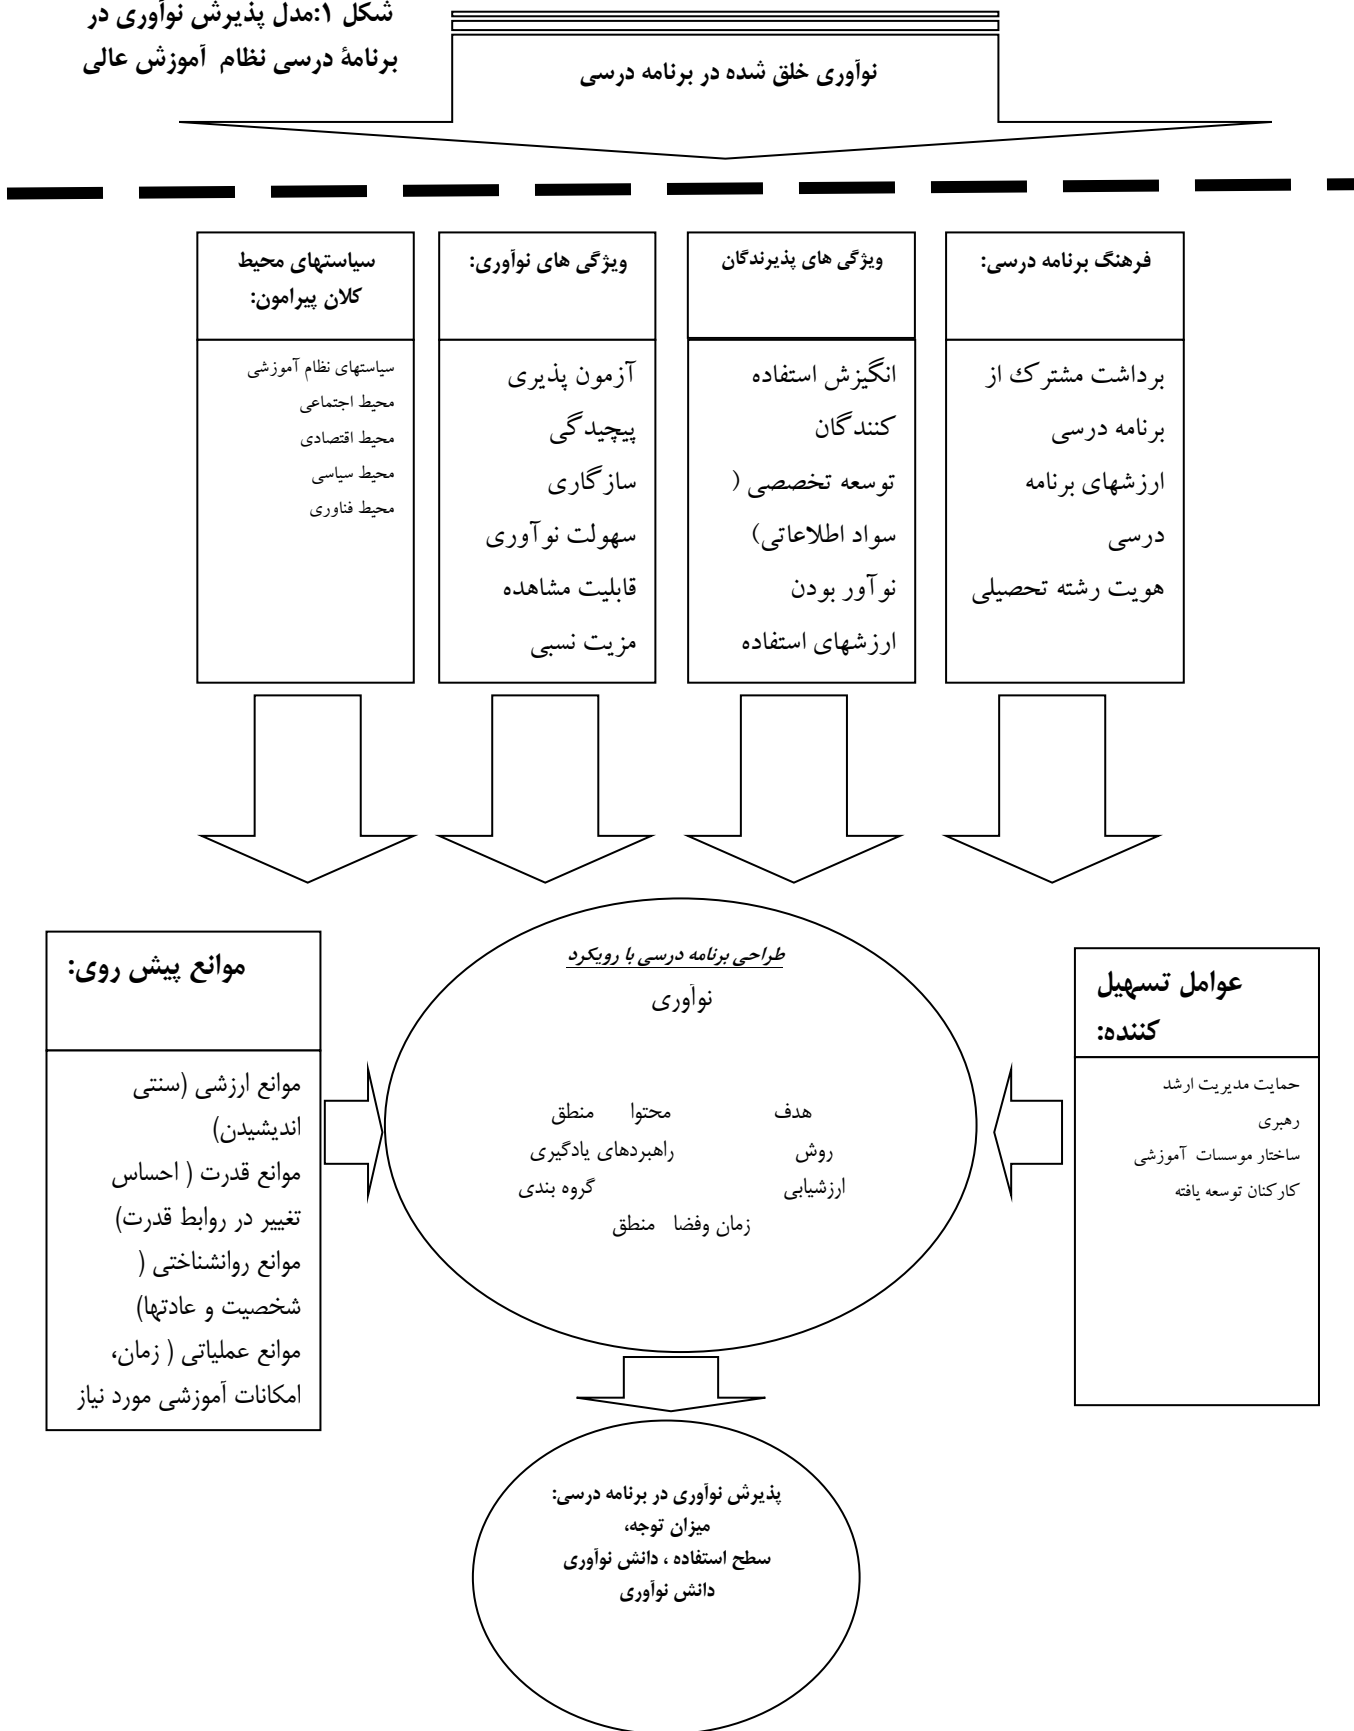 شکل ۱:مدل پذیرش نوآوری در
برنامهٔ درسی نظام آموزش عالی
نوآوری خلق شده در برنامه درسی
فرهنگ برنامه درسی:
برداشت مشترک از
برنامه درسی
ارزشهای برنامه
درسی
هویت رشته تحصیلی
ویژگی های پذیرندگان
انگیزش استفاده
کنندگان
توسعه تخصصی (
سواد اطلاعاتی)
نوآور بودن
ارزشهای استفاده
ویژگی های نوآوری:
آزمون پذیری
پیچیدگی
سازگاری
سهولت نوآوری
قابلیت مشاهده
مزیت نسبی
سیاستهای محیط
کلان پیرامون:
سیاستهای نظام آموزشی
محیط اجتماعی
محیط اقتصادی
محیط سیاسی
محیط فناوری
عوامل تسهیل
کننده:
حمایت مدیریت ارشد
رهبری
ساختار موسسات آموزشی
کارکنان توسعه یافته
طراحی برنامه درسی با رویکرد
نوآوری
هدف محتوا منطق
روش راهبردهای یادگیری
ارزشیابی گروه بندی
زمان وفضا منطق
موانع پیش روی:
موانع ارزشی (سنتی
اندیشیدن)
موانع قدرت ( احساس
تغییر در روابط قدرت)
موانع روانشناختی (
شخصیت و عادتها)
موانع عملیاتی ( زمان،
امکانات آموزشی مورد نیاز
پذیرش نوآوری در برنامه درسی:
میزان توجه،
سطح استفاده ، دانش نوآوری
دانش نوآوری